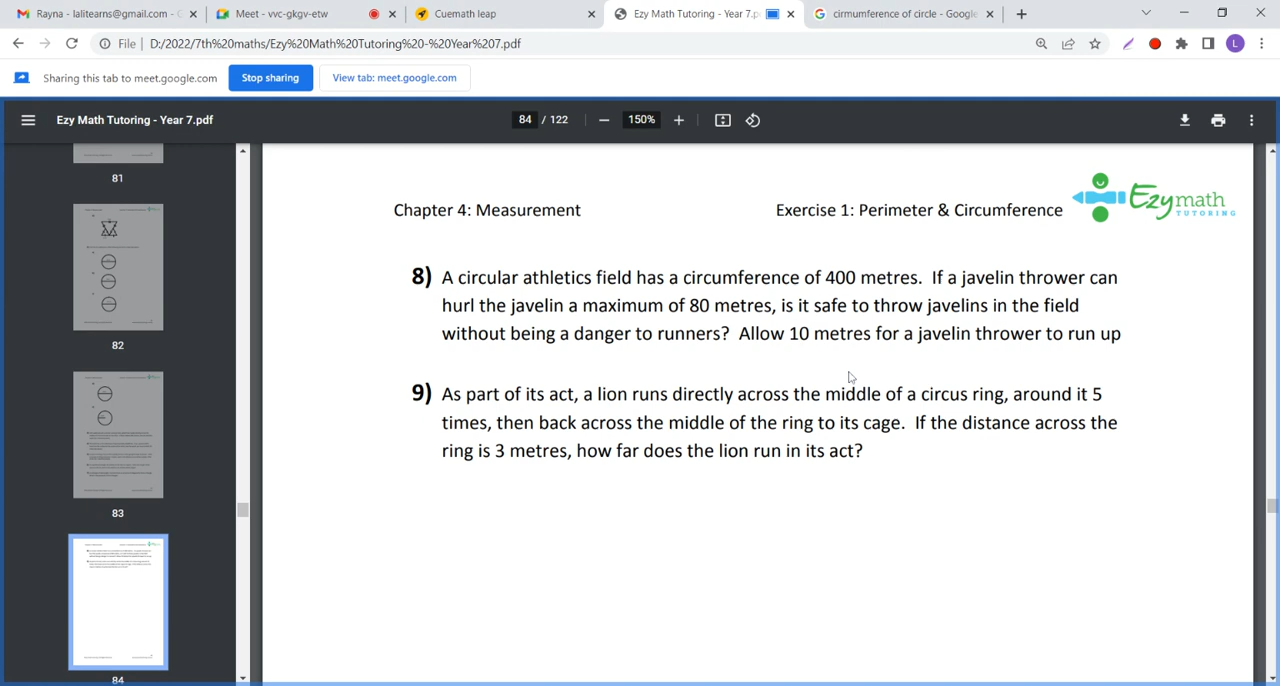 Rayna - lalitearns@gmail.com - G
Meet - vvc-gkgv-etw
Cuemath leap
Ezy Math Tutoring - Year 7.p
cirmumference of circle - Google
File D:/2022/7th%20maths/Ezy%20Math%20Tutoring%20-%20Year%207.pdf
L
Sharing this tab to meet.google.com
Stop sharing
View tab: meet.google.com
Ezy Math Tutoring - Year 7.pdf
84 / 122
150%
81
82
83
84
Chapter 4: Measurement
Exercise 1: Perimeter & Circumference
Ezymath
TUTORING
8) A circular athletics field has a circumference of 400 metres. If a javelin thrower can
hurl the javelin a maximum of 80 metres, is it safe to throw javelins in the field
without being a danger to runners? Allow 10 metres for a javelin thrower to run up
9) As part of its act, a lion runs directly across the middle of a circus ring, around it 5
times, then back across the middle of the ring to its cage. If the distance across the
ring is 3 metres, how far does the lion run in its act?